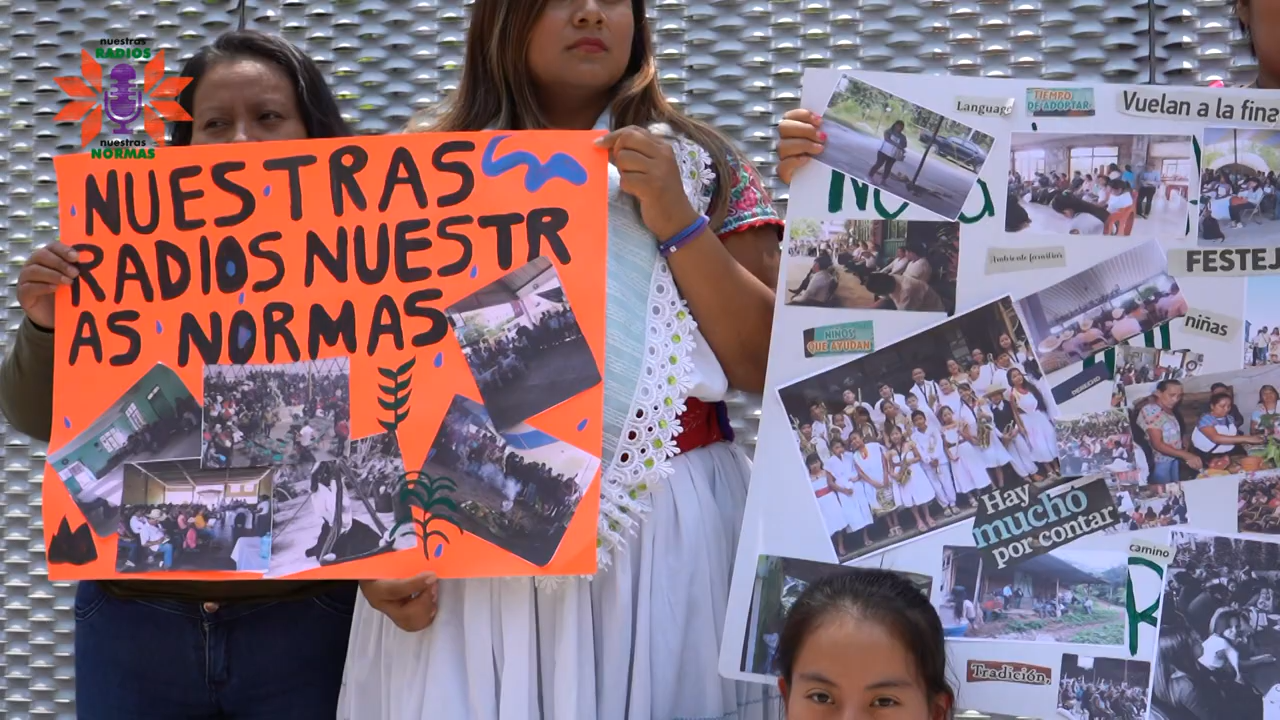 nuestras
RADIOS
nuestras
NORMAS
NUESTRAS
RADIOS NUESTR
AS NORMAS
Language
TIEMPO
DE ADOPTAR
Vuelan a la fina
FESTEJ
niñas
NIÑOS
QUE AYUDAN
Hay
mucho
por contar
camino
R
Tradición,